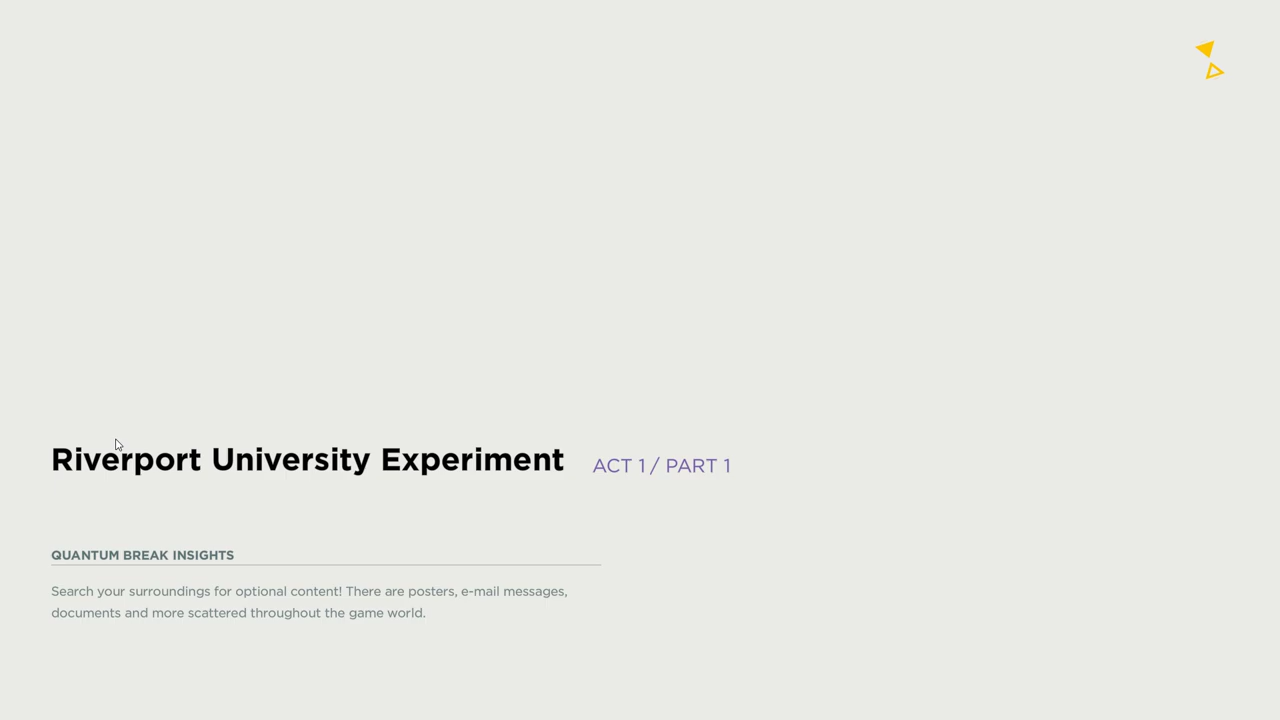 Riverport University Experiment ACT 1 / PART 1
QUANTUM BREAK INSIGHTS
Search your surroundings for optional content! There are posters, e-mail messages,
documents and more scattered throughout the game world.